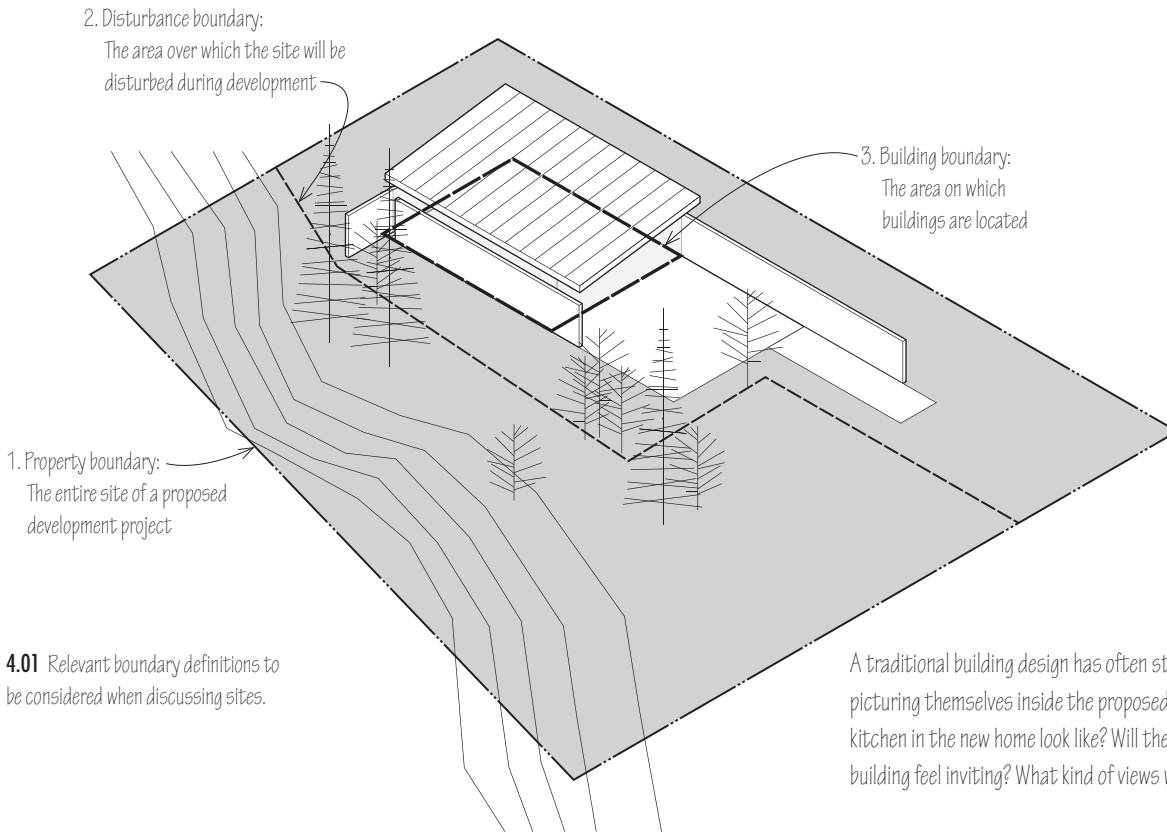 2. Disturbance boundary:
The area over which the site will be
disturbed during development
3. Building boundary:
The area on which
buildings are located
1. Property boundary:
The entire site of a proposed
development project
4.01 Relevant boundary definitions to
be considered when discussing sites.
A traditional building design has often
picturing themselves inside the proposed
kitchen in the new home look like? Will the
building feel inviting? What kind of views